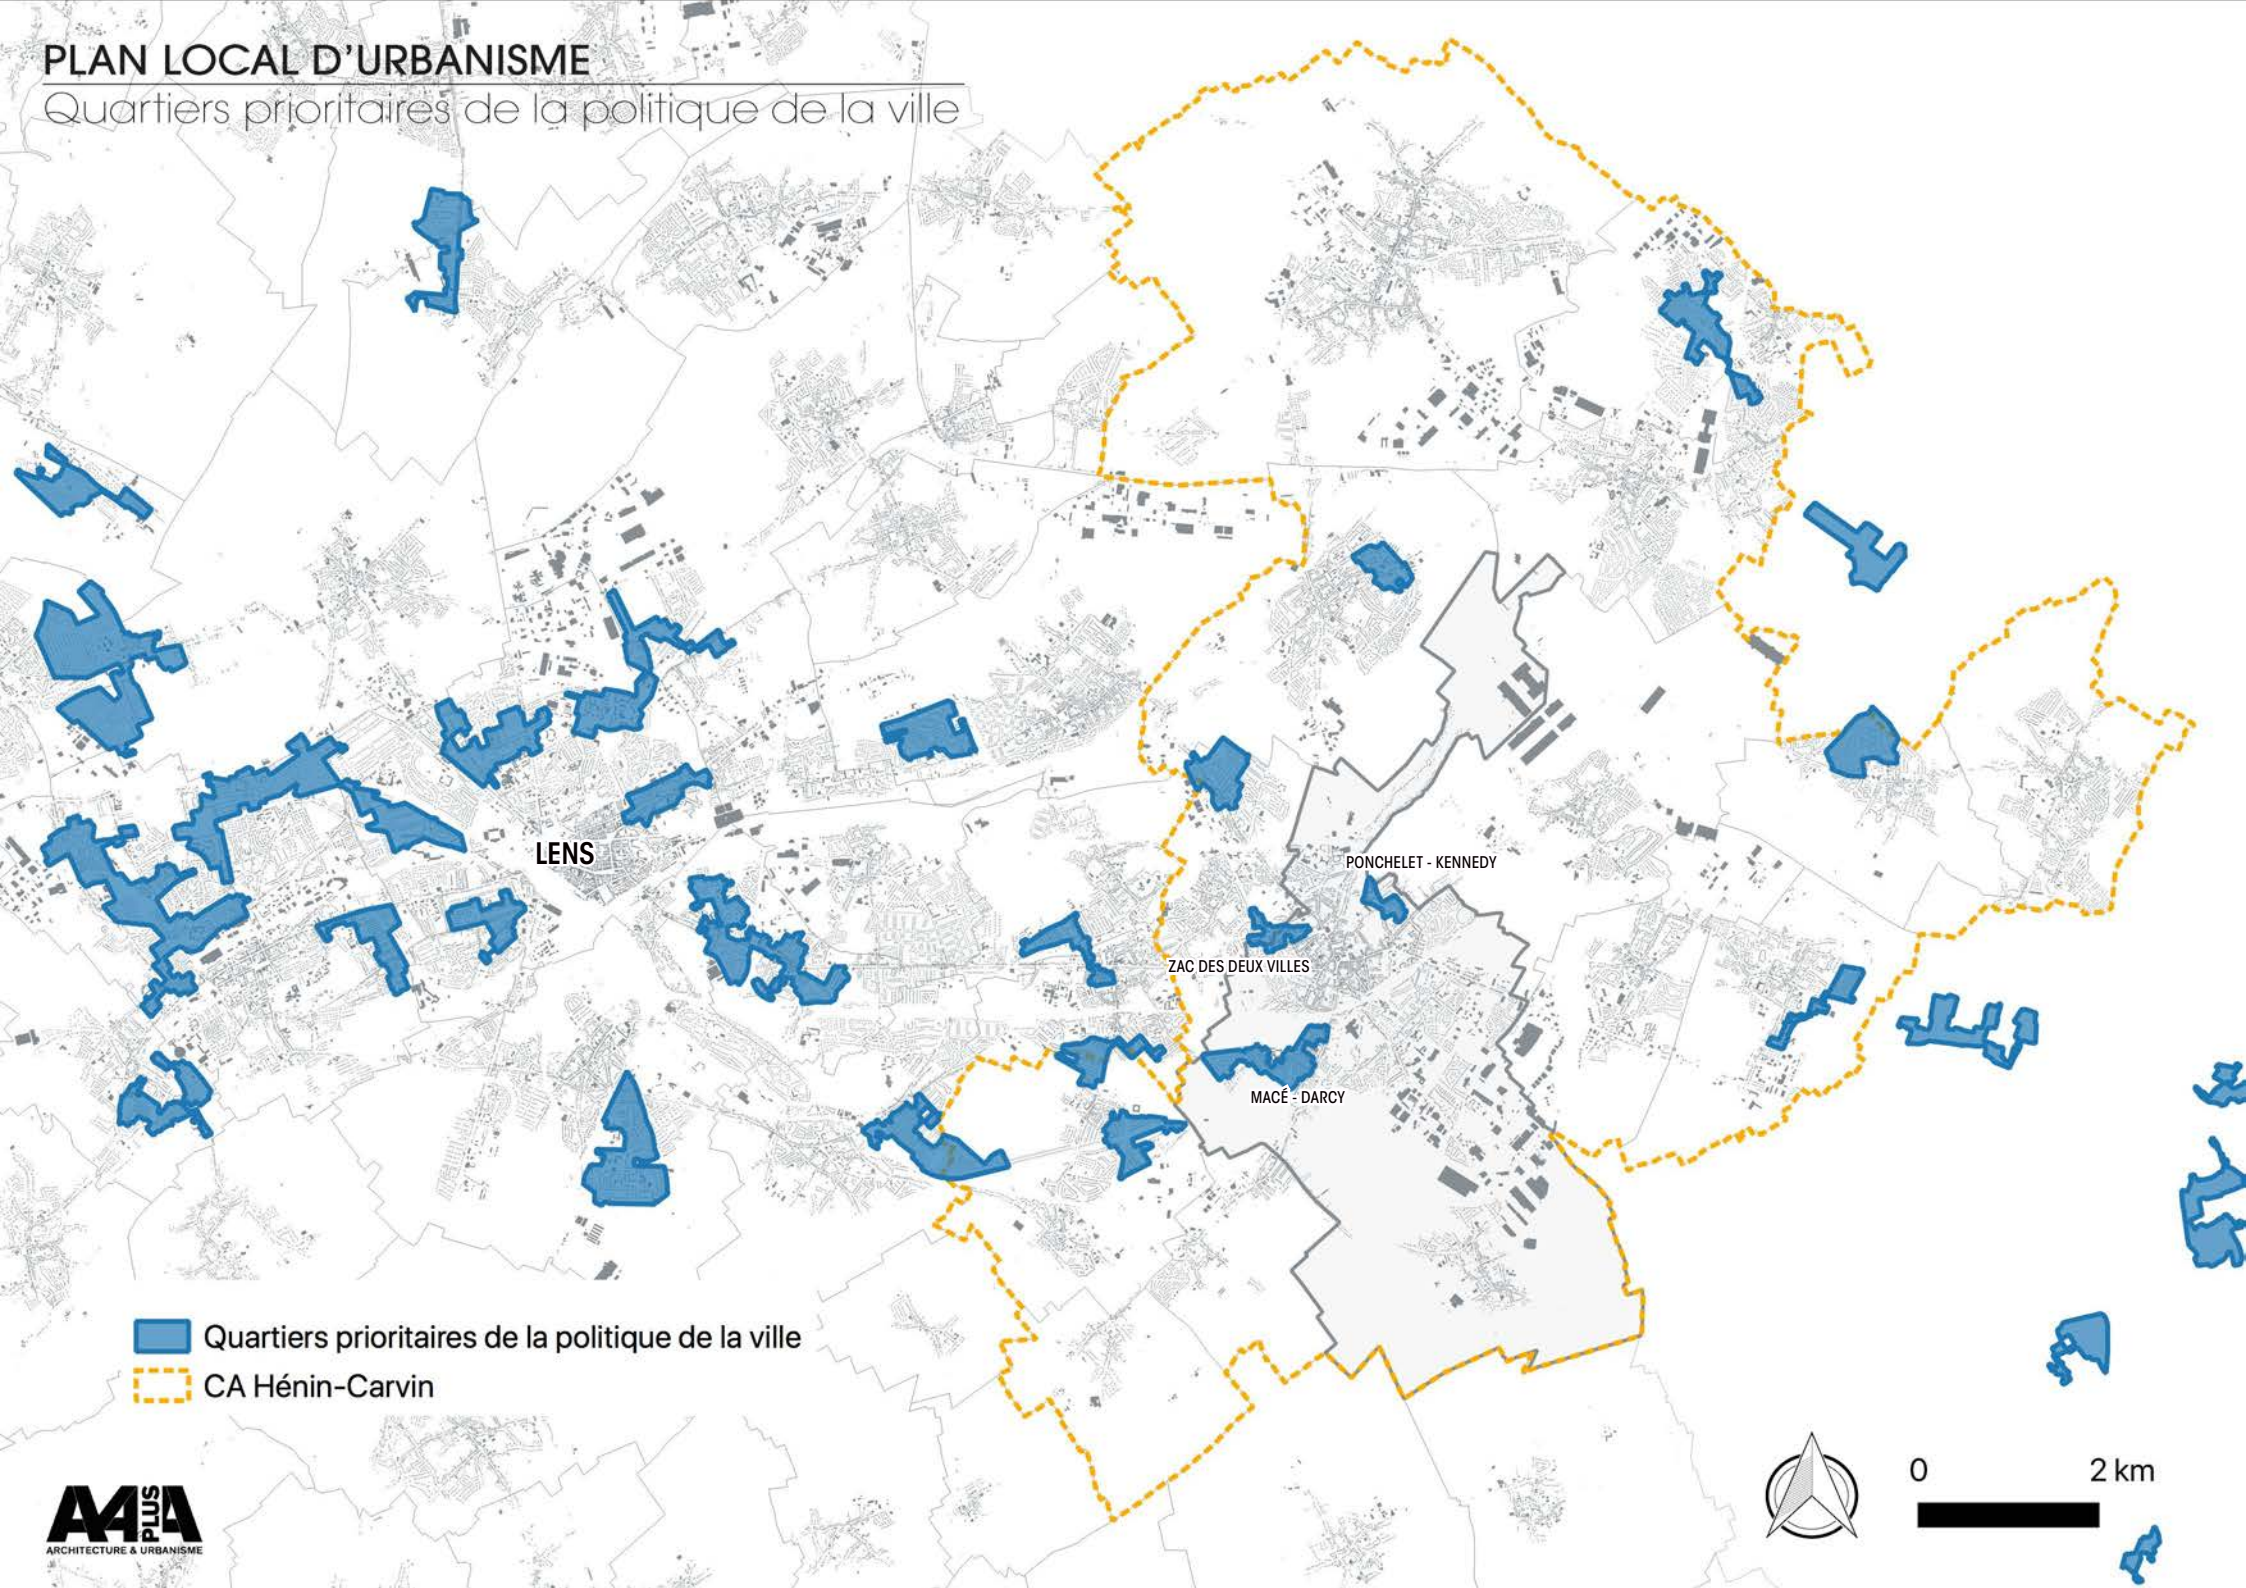 PLAN LOCAL D'URBANISME
Quartiers prioritaires de la politique de la ville
LENS
PONCHELET - KENNEDY
ZAC DES DEUX VILLES
MACÉ - DARCY
Quartiers prioritaires de la politique de la ville
CA Hénin-Carvin
0 2 km
A4 PLUS A
ARCHITECTURE & URBANISME